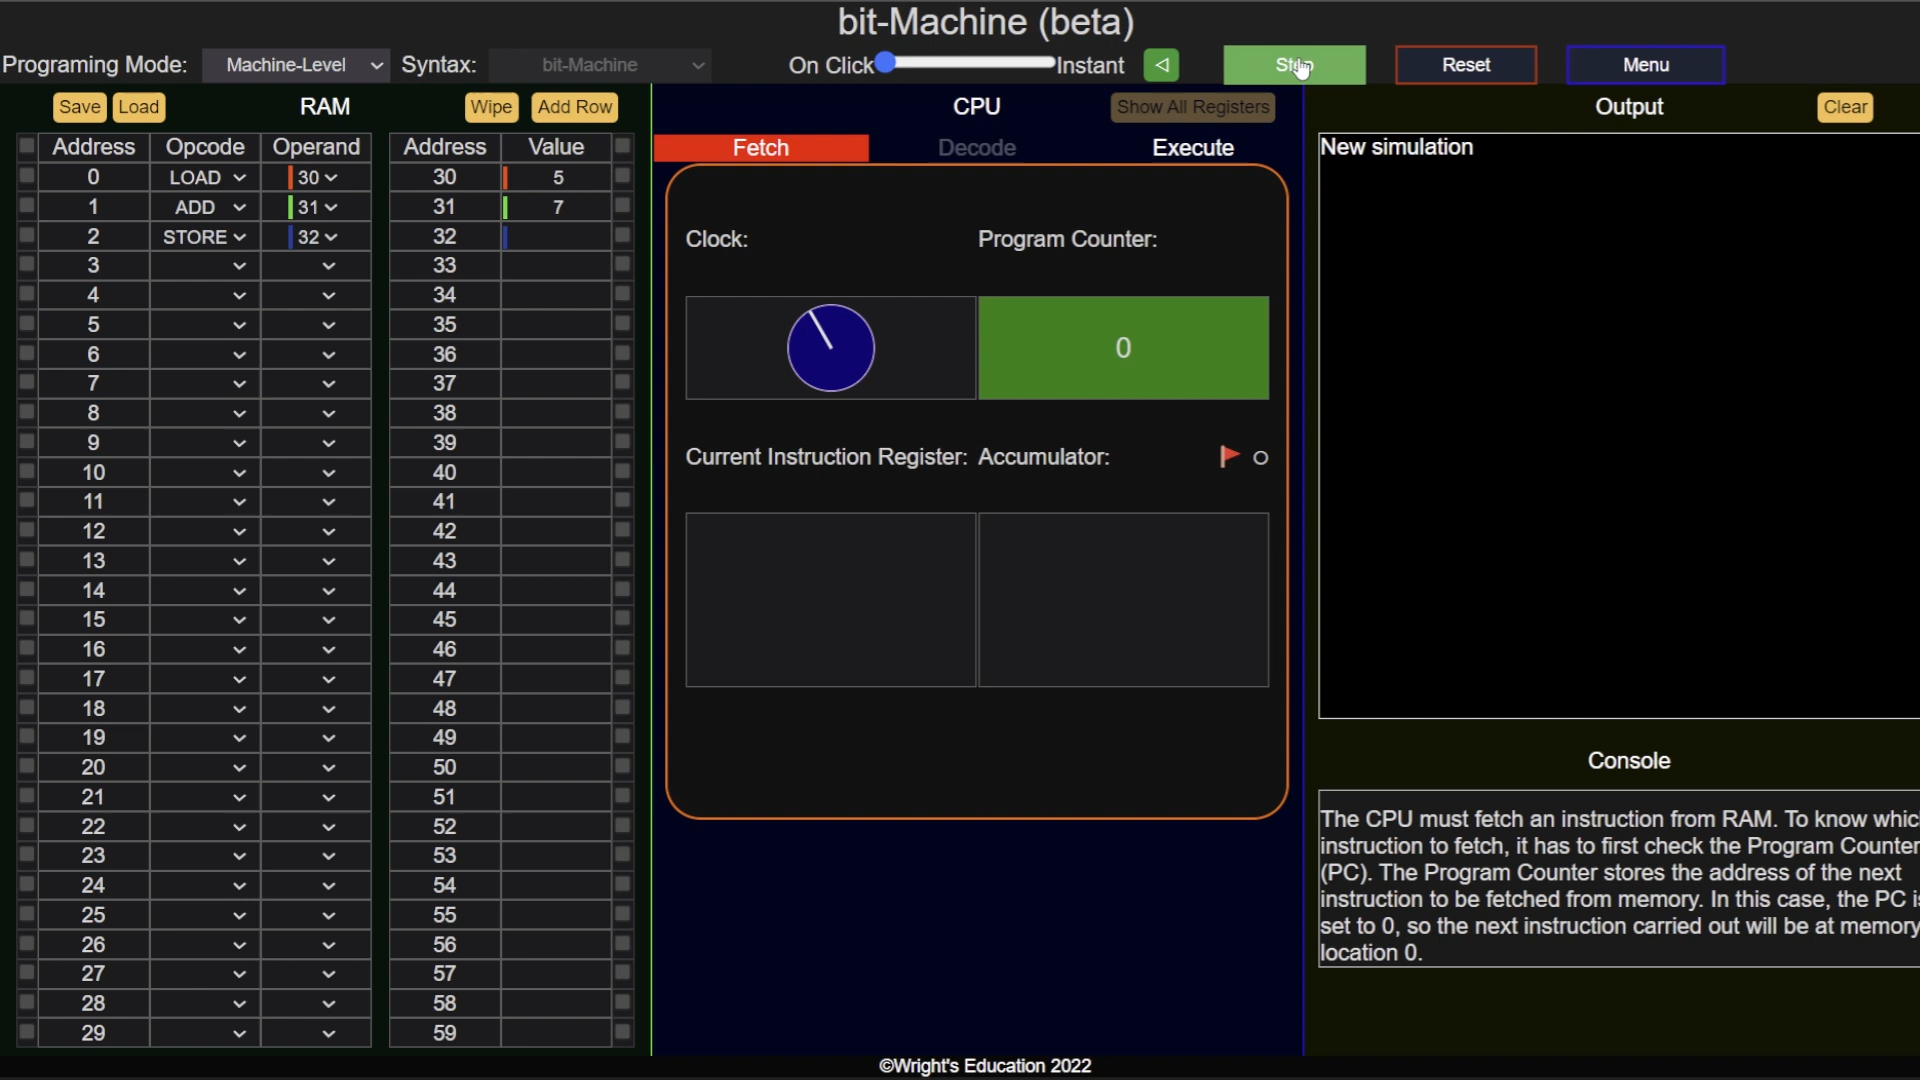 bit-Machine (beta)
Programing Mode: Machine-Level Syntax: bit-Machine On Click Instant Reset Menu
Save Load RAM Wipe Add Row
Address Opcode Operand Address Value
0 LOAD 30 30 5
1 ADD 31 31 7
2 STORE 32 32
3 33
4 34
5 35
6 36
7 37
8 38
9 39
10 40
11 41
12 42
13 43
14 44
15 45
16 46
17 47
18 48
19 49
20 50
21 51
22 52
23 53
24 54
25 55
26 56
27 57
28 58
29 59
CPU Show All Registers
Fetch Decode Execute
Clock: Program Counter:
0
Current Instruction Register: Accumulator:
Output Clear
New simulation
Console
The CPU must fetch an instruction from RAM. To know
instruction to fetch, it has to first check the Program Counter
(PC). The Program Counter stores the address of the next
instruction to be fetched from memory. In this case, the PC
set to 0, so the next instruction carried out will be at memory
location 0.
©Wright's Education 2022